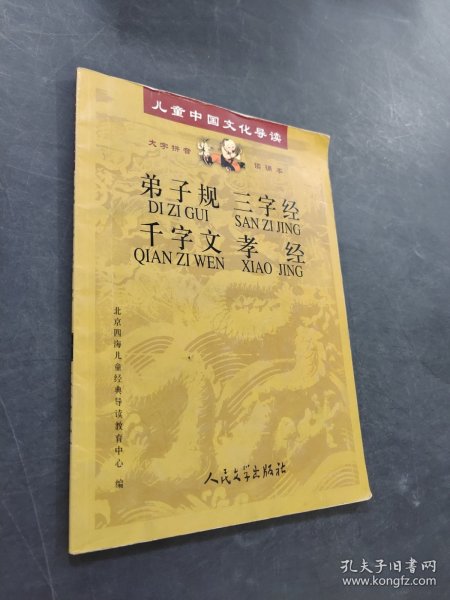 儿童中国文化导读
大字拼音 诵读本
弟子规 三字经
DI ZI GUI SAN ZI JING
千字文 孝经
QIAN ZI WEN XIAO JING
北京四海儿童经典导读教育中心 编
人民文学出版社
孔夫子旧书网
www.kongfz.com